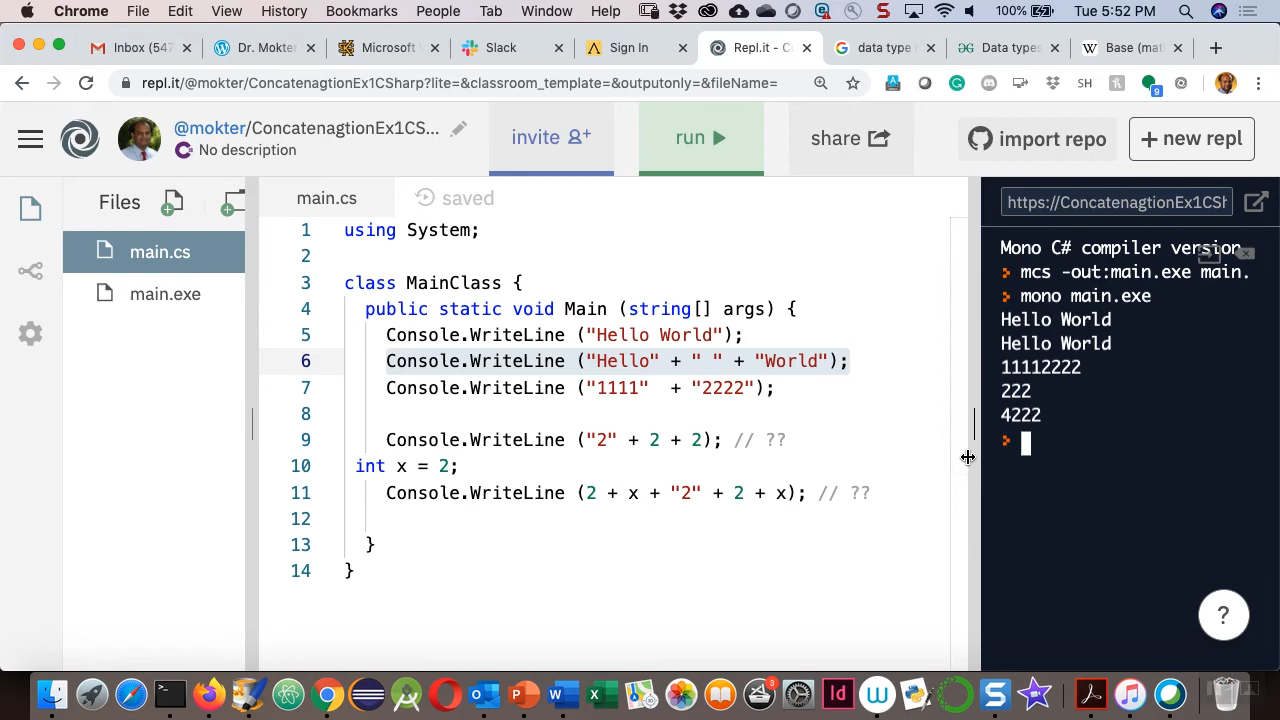 Chrome File Edit View History Bookmarks People Tab Window Help 100% Tue 5:52 PM
Inbox (547 Dr. Mokter Microsoft Slack Sign In Repl.it - C data type Data types Base (mat
repl.it/@mokter/ConcatenagtionEx1CSharp?lite=&classroom_template=&outputonly=&fileName= SH 9
@mokter/ConcatenagtionEx1CS...
No description
invite
run
share
import repo
+ new repl
Files
main.cs
main.exe
main.cs saved
1 using System;
2
3 class MainClass {
4 public static void Main (string[] args) {
5 Console.WriteLine ("Hello World");
6 Console.WriteLine ("Hello" + " " + "World");
7 Console.WriteLine ("1111"  + "2222");
8
9 Console.WriteLine ("2" + 2 + 2); // ??
10 int x = 2;
11 Console.WriteLine (2 + x + "2" + 2 + x); // ??
12
13 }
14 }
https://ConcatenagtionEx1CSh
Mono C# compiler version
mcs -out:main.exe main.
mono main.exe
Hello World
Hello World
11112222
222
4222
?
3
Id